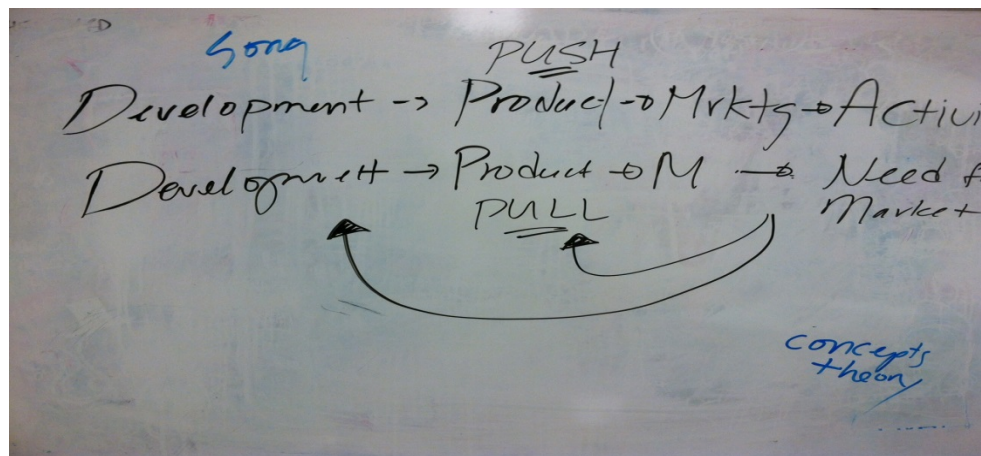 Song
PUSH
Development → Product → Mrktg → Activi
Development → Product → M → Need f
Market
PULL
concepts
theory